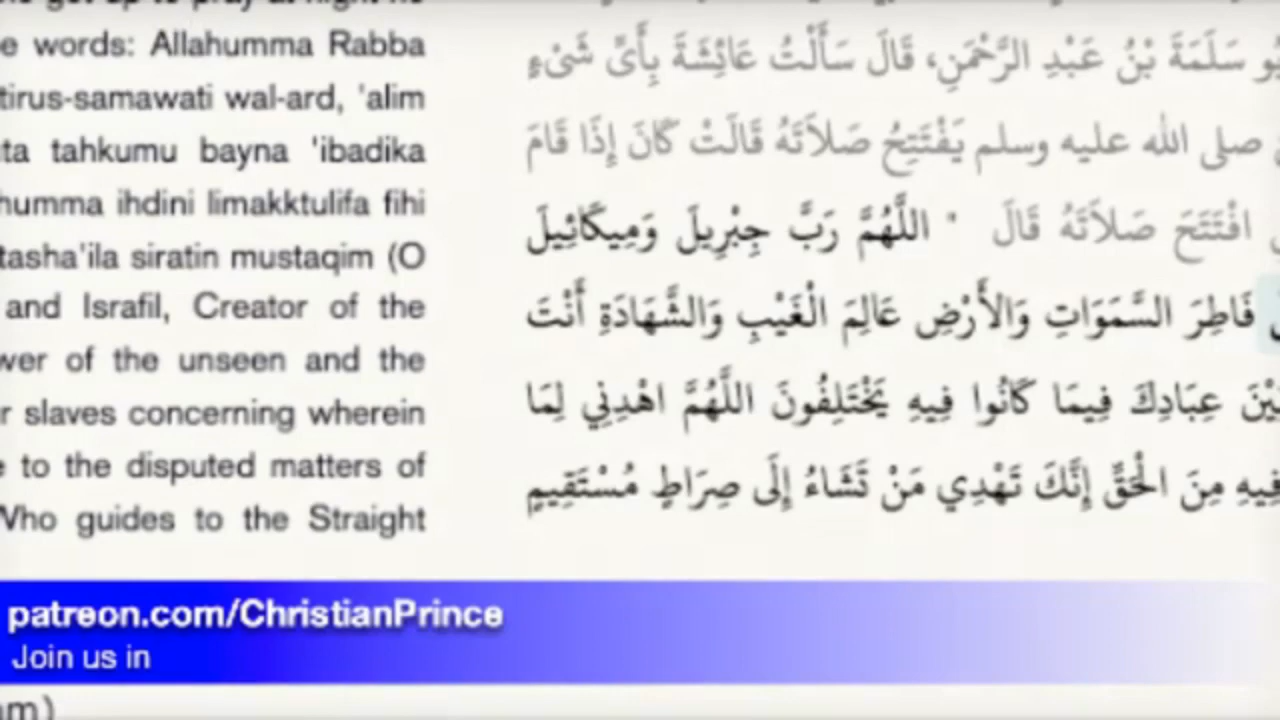 e words: Allahumma Rabba
tirus-samawati wal-ard, 'alim
ta tahkumu bayna 'ibadika
humma ihdini limakktulifa fihi
tasha'ila siratin mustaqim (O
and Israfil, Creator of the
wer of the unseen and the
r slaves concerning wherein
e to the disputed matters of
Who guides to the Straight
بُو سَلَمَةَ بْنُ عَبْدِ الرَّحْمَنِ، قَالَ سَأَلْتُ عَائِشَةَ بِأَىِّ شَىْءٍ
صلى الله عليه وسلم يَفْتَتِحُ صَلاَتَهُ قَالَتْ كَانَ إِذَا قَامَ
افْتَتَحَ صَلاَتَهُ قَالَ " اللَّهُمَّ رَبَّ جِبْرِيلَ وَمِيكَائِيلَ
فَاطِرَ السَّمَوَاتِ وَالأَرْضِ عَالِمَ الْغَيْبِ وَالشَّهَادَةِ أَنْتَ
يْنَ عِبَادِكَ فِيمَا كَانُوا فِيهِ يَخْتَلِفُونَ اللَّهُمَّ اهْدِنِي لِمَا
فِيهِ مِنَ الْحَقِّ إِنَّكَ تَهْدِي مَنْ تَشَاءُ إِلَى صِرَاطٍ مُسْتَقِيمٍ
patreon.com/ChristianPrince
Join us in
am)